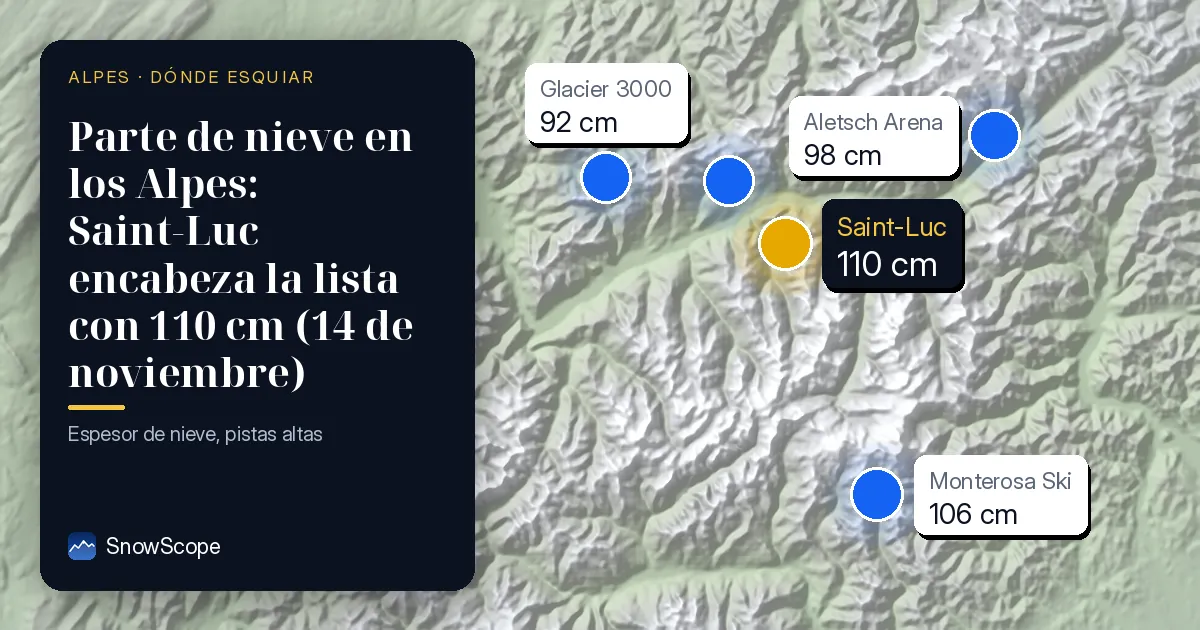 ALPES · DÓNDE ESQUIAR
Parte de nieve en
los Alpes:
Saint-Luc
encabeza la lista
con 110 cm (14 de
noviembre)
Espesor de nieve, pistas altas
SnowScope
Glacier 3000
92 cm
Aletsch Arena
98 cm
Saint-Luc
110 cm
Monterosa Ski
106 cm